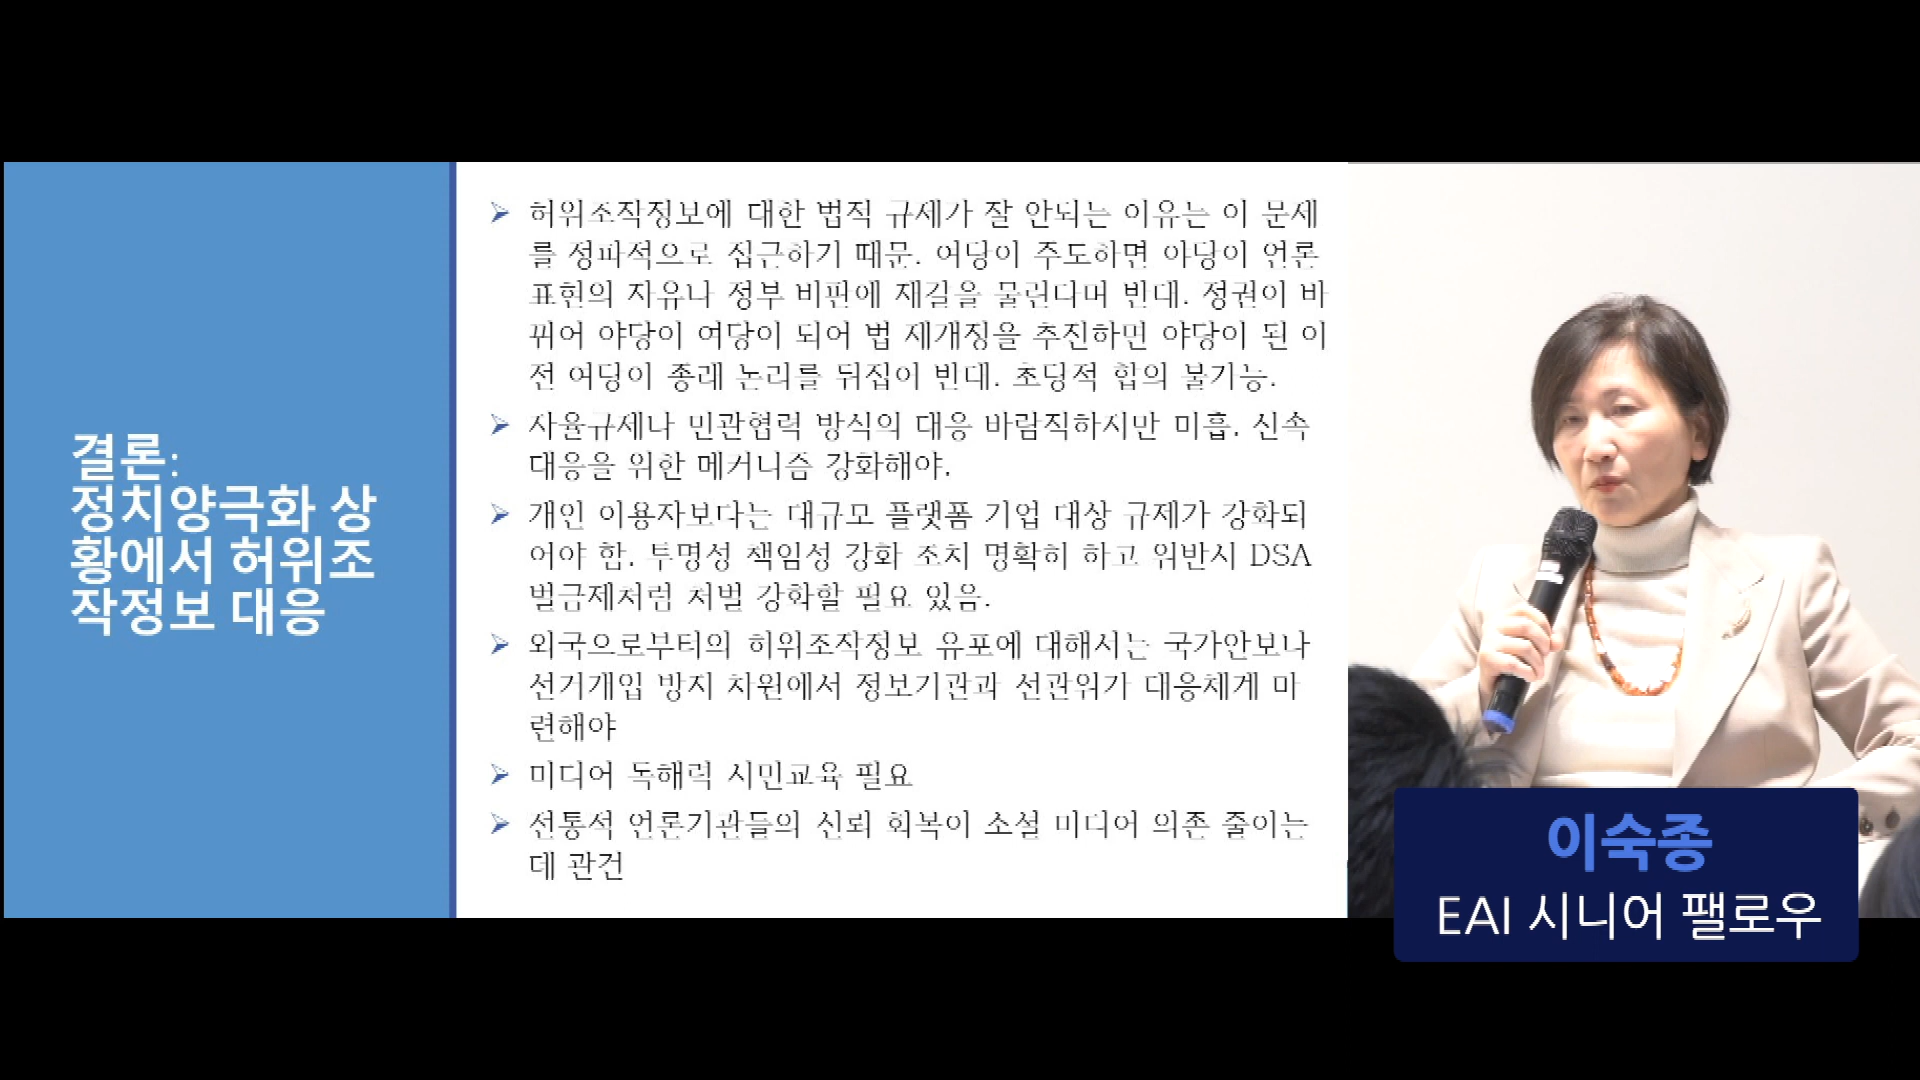 결론:
정치양극화 상
황에서 허위조
작정보 대응
허위조작정보에 대한 법적 규제가 잘 안되는 이유는 이 문제
를 정파적으로 접근하기 때문. 여당이 주도하면 야당이 언론
표현의 자유나 정부 비판에 재갈을 물린다며 반대. 정권이 바
뀌어 야당이 여당이 되어 법 제개정을 추진하면 야당이 된 이
전 여당이 종래 논리를 뒤집어 반대. 초당적 합의 불가능.
자율규제나 민관협력 방식의 대응 바람직하지만 미흡. 신속
대응을 위한 메커니즘 강화해야.
개인 이용자보다는 대규모 플랫폼 기업 대상 규제가 강화되
어야 함. 투명성 책임성 강화 조치 명확히 하고 위반시 DSA
벌금제처럼 처벌 강화할 필요 있음.
외국으로부터의 허위조작정보 유포에 대해서는 국가안보나
선거개입 방지 차원에서 정보기관과 선관위가 대응체계 마
련해야
미디어 독해력 시민교육 필요
전통적 언론기관들의 신뢰 회복이 소셜 미디어 의존 줄이는
데 관건
이숙종
EAI 시니어 팰로우